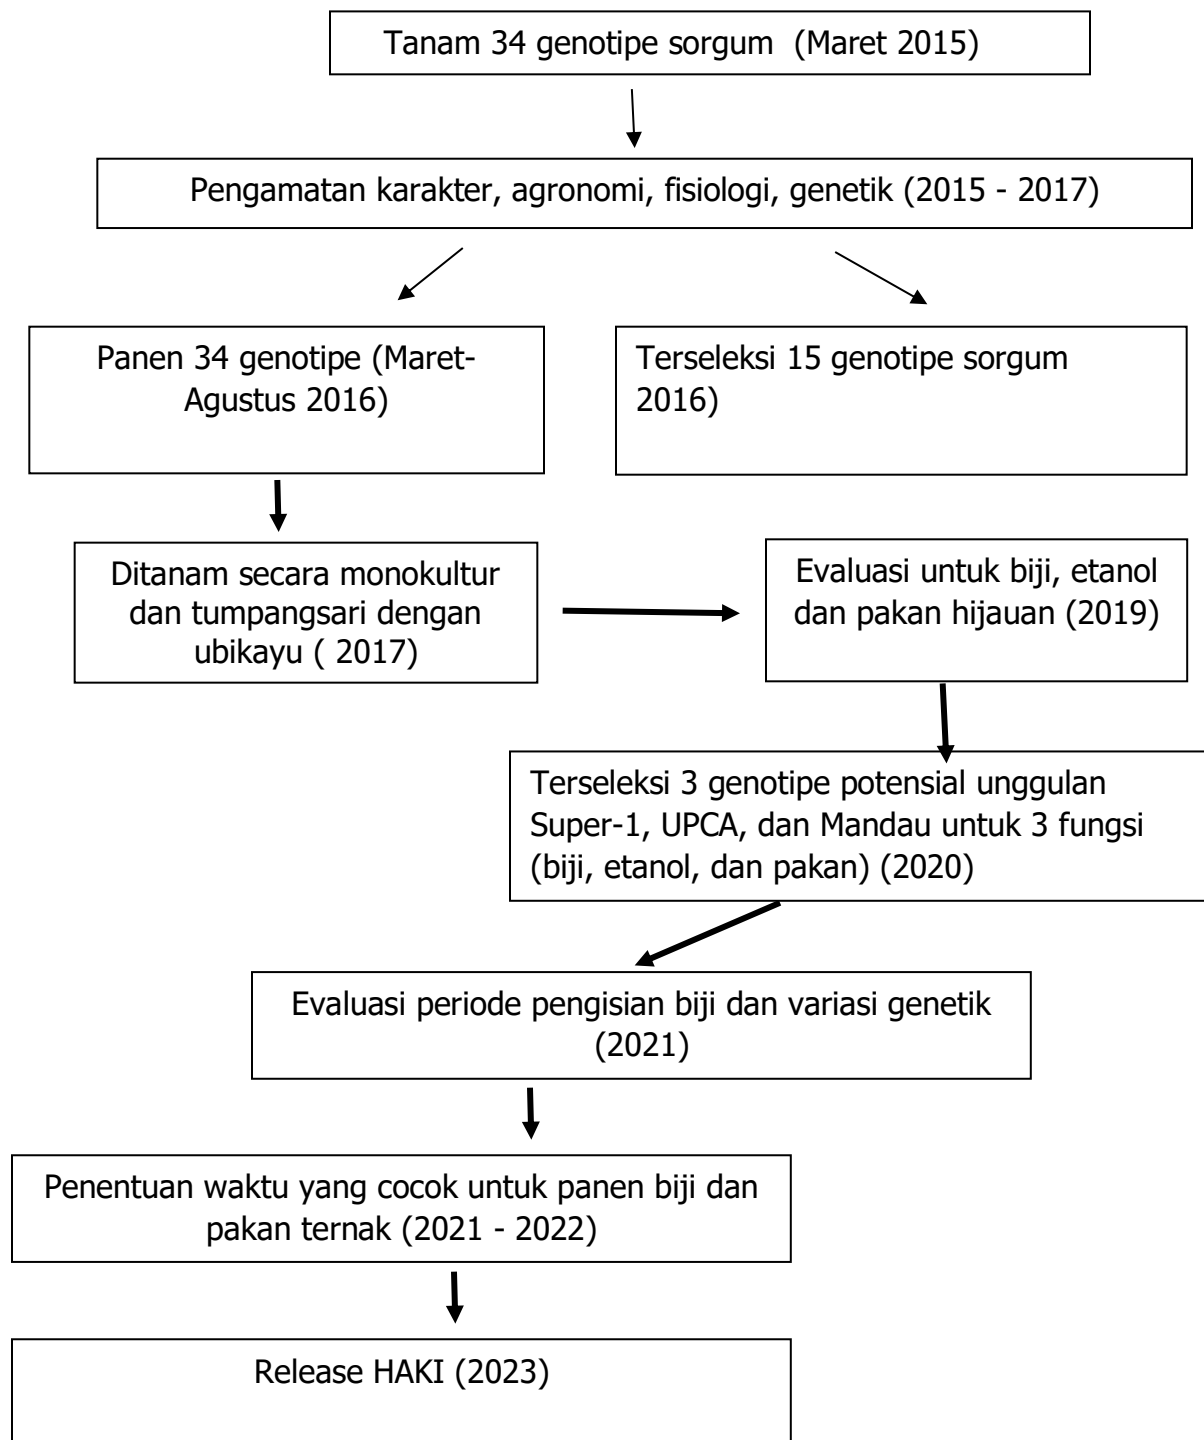 Tanam 34 genotipe sorgum  (Maret 2015)
Pengamatan karakter, agronomi, fisiologi, genetik (2015 - 2017)
Panen 34 genotipe (Maret-
Agustus 2016)
Terseleksi 15 genotipe sorgum
2016)
Ditanam secara monokultur
dan tumpangsari dengan
ubikayu ( 2017)
Evaluasi untuk biji, etanol
dan pakan hijauan (2019)
Terseleksi 3 genotipe potensial unggulan
Super-1, UPCA, dan Mandau untuk 3 fungsi
(biji, etanol, dan pakan) (2020)
Evaluasi periode pengisian biji dan variasi genetik
(2021)
Penentuan waktu yang cocok untuk panen biji dan
pakan ternak (2021 - 2022)
Release HAKI (2023)